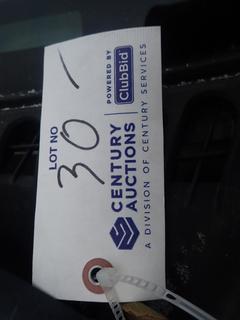 LOT NO
30 -
CENTURY
AUCTIONS
POWERED BY
ClubBid
A DIVISION OF CENTURY SERVICES